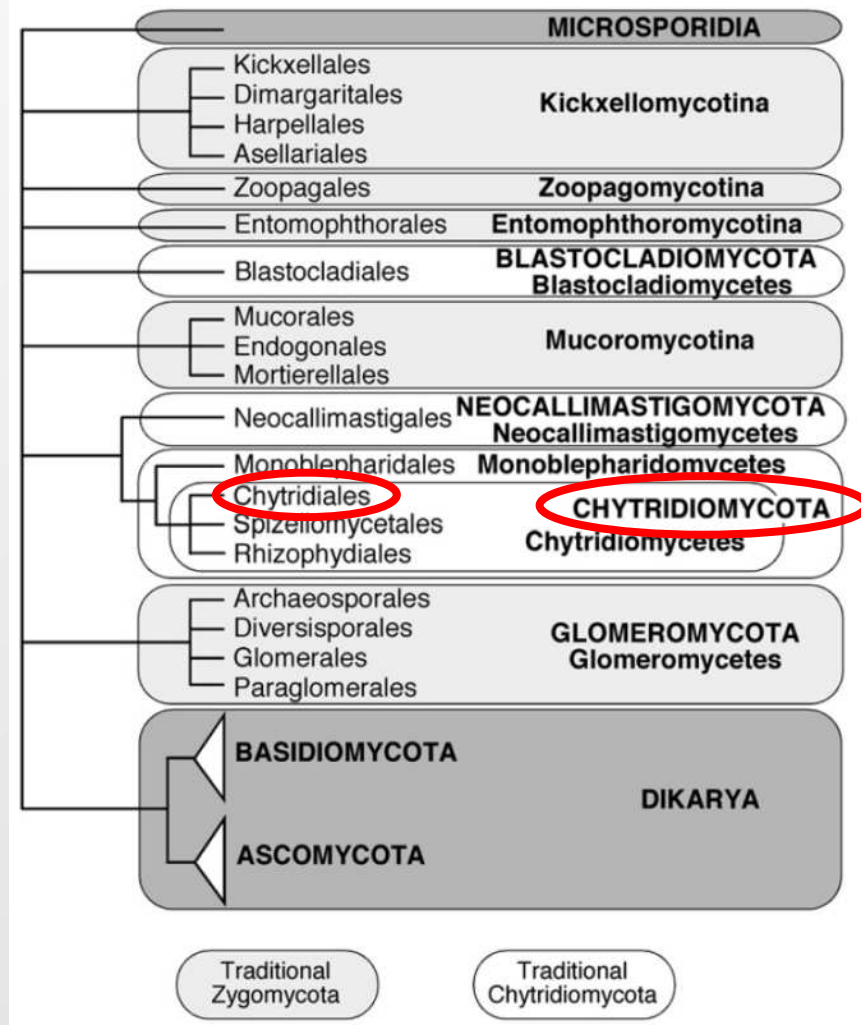 MICROSPORIDIA
Kickxellales
Dimargaritales
Harpellales
Asellariales
Kickxellomycotina
Zoopagales
Zoopagomycotina
Entomophthorales
Entomophthoromycotina
Blastocladiales
BLASTOCLADIOMYCOTA
Blastocladiomycetes
Mucorales
Endogonales
Mortierellales
Mucoromycotina
Neocallimastigales
NEOCALLIMASTIGOMYCOTA
Neocallimastigomycetes
Monoblepharidales
Monoblepharidomycetes
Chytridiales
Spizellomycetales
Rhizophydiales
CHYTRIDIOMYCOTA
Chytridiomycetes
Archaeosporales
Diversisporales
Glomerales
Paraglomerales
GLOMEROMYCOTA
Glomeromycetes
BASIDIOMYCOTA
ASCOMYCOTA
DIKARYA
Traditional
Zygomycota
Traditional
Chytridiomycota